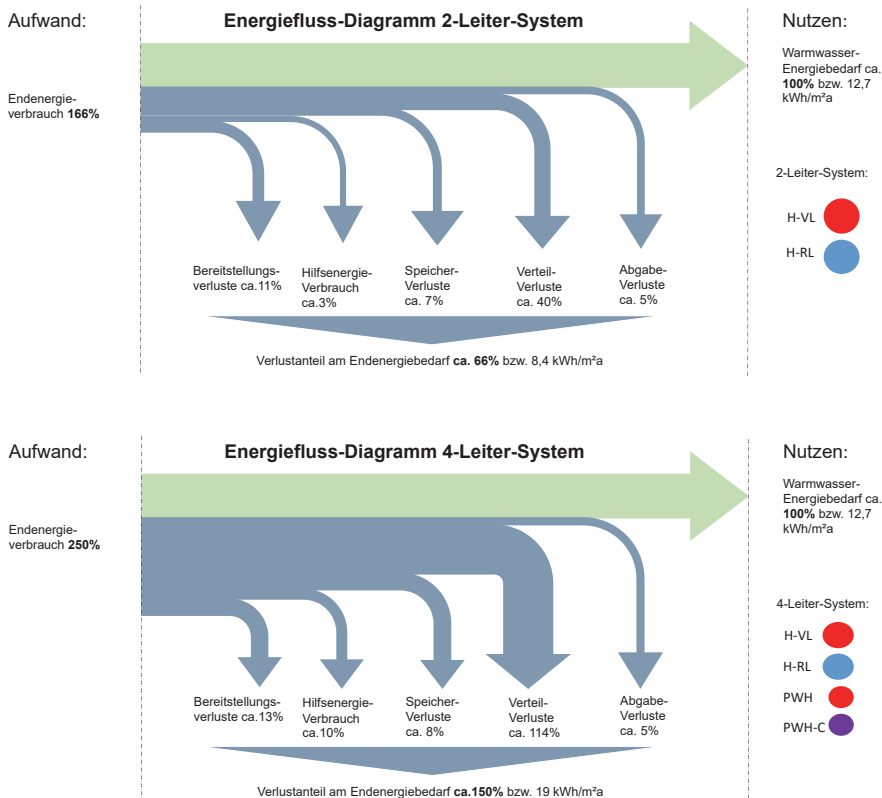 Aufwand:
Energiefluss-Diagramm 2-Leiter-System
Nutzen:
Endenergie-
verbrauch 166%
Warmwasser-
Energiebedarf ca.
100% bzw. 12,7
kWh/m²a
2-Leiter-System:
H-VL
H-RL
Bereitstellungs-
verluste ca.11%
Hilfsenergie-
Verbrauch
ca.3%
Speicher-
Verluste
ca. 7%
Verteil-
Verluste
ca. 40%
Abgabe-
Verluste
ca. 5%
Verlustanteil am Endenergiebedarf ca. 66% bzw. 8,4 kWh/m²a
Aufwand:
Energiefluss-Diagramm 4-Leiter-System
Nutzen:
Endenergie-
verbrauch 250%
Warmwasser-
Energiebedarf ca.
100% bzw. 12,7
kWh/m²a
4-Leiter-System:
H-VL
H-RL
PWH
PWH-C
Bereitstellungs-
verluste ca.13%
Hilfsenergie-
Verbrauch
ca.10%
Speicher-
Verluste
ca. 8%
Verteil-
Verluste
ca. 114%
Abgabe-
Verluste
ca. 5%
Verlustanteil am Endenergiebedarf ca.150% bzw. 19 kWh/m²a